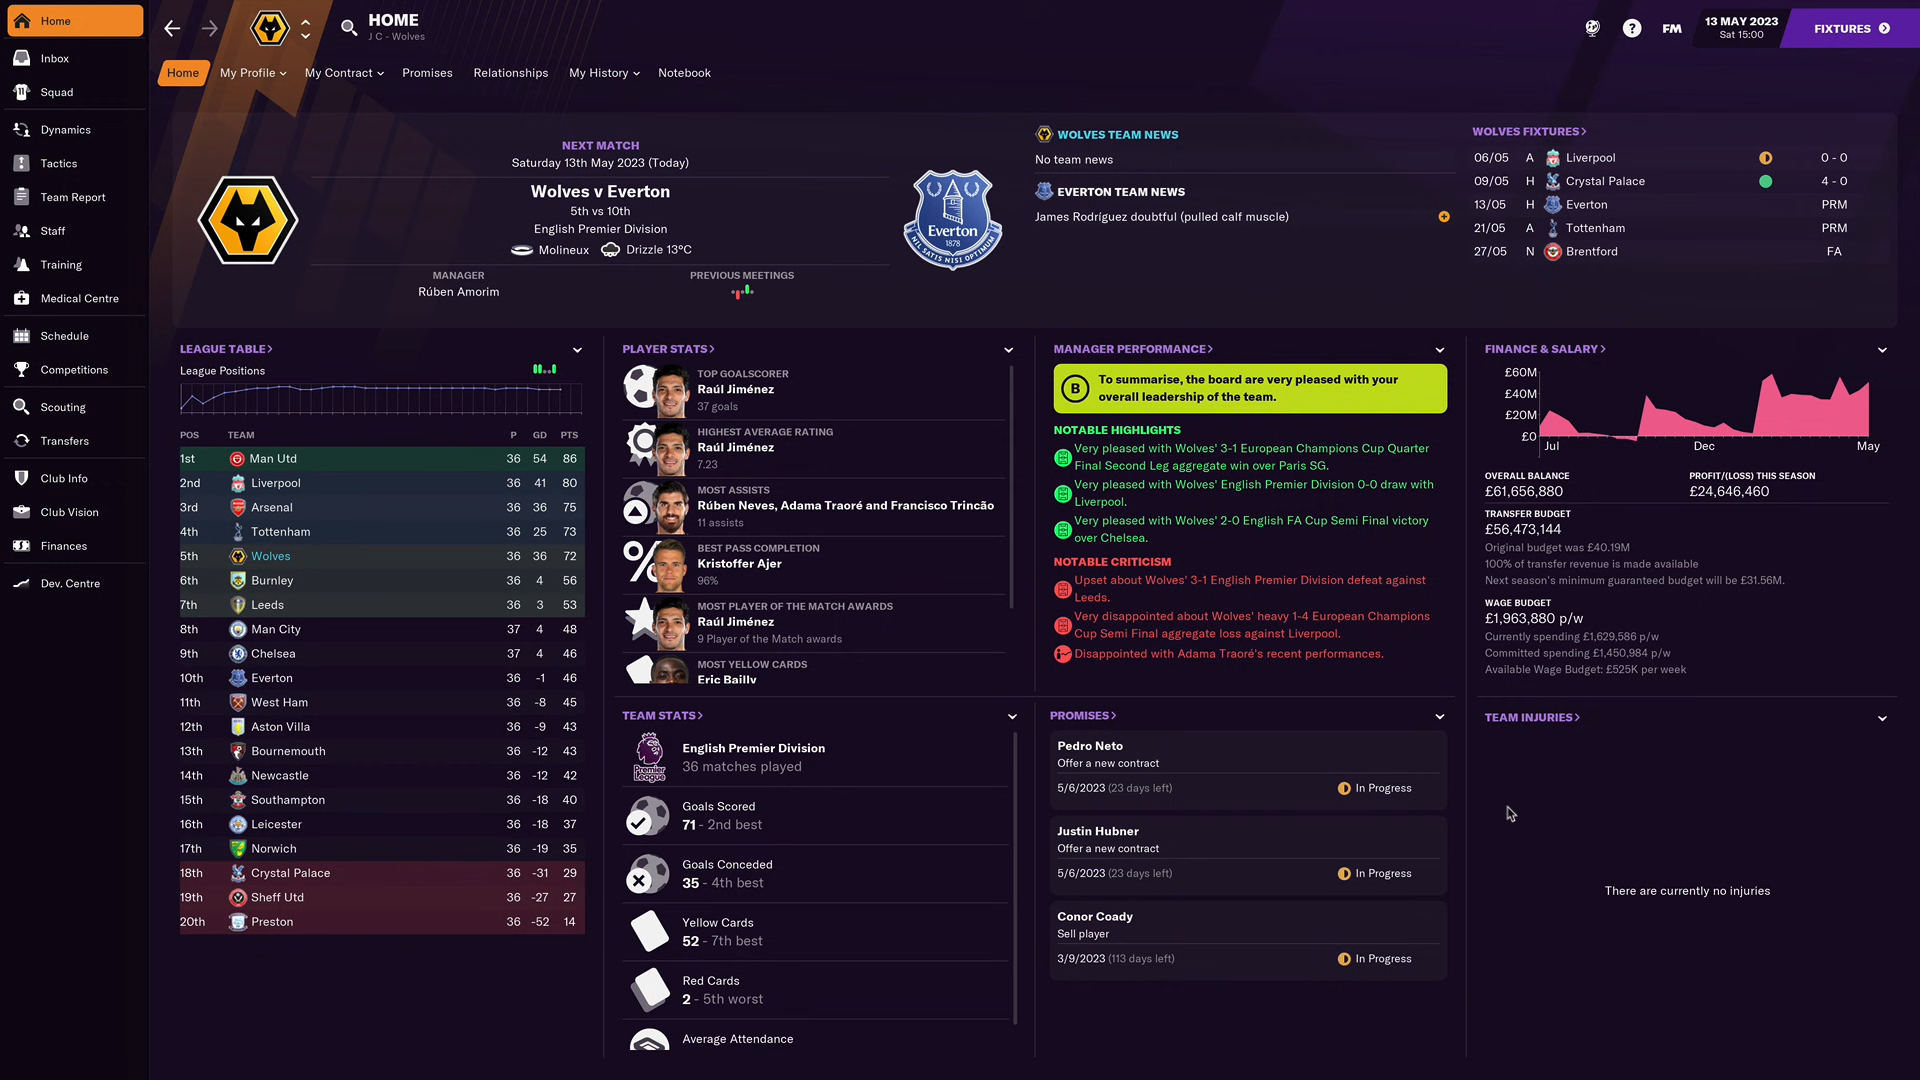 Home
Inbox
Squad
Dynamics
Tactics
Team Report
Staff
Training
Medical Centre
Schedule
Competitions
Scouting
Transfers
Club Info
Club Vision
Finances
Dev. Centre
HOME
J C - Wolves
FM
13 MAY 2023
Sat 15:00
FIXTURES
Home
My Profile
My Contract
Promises
Relationships
My History
Notebook
NEXT MATCH
Saturday 13th May 2023 (Today)
Wolves v Everton
5th vs 10th
English Premier Division
Molineux
Drizzle 13°C
MANAGER
Rúben Amorim
PREVIOUS MEETINGS
Everton
1878
NIL SATIS NISI OPTIMUM
WOLVES TEAM NEWS
No team news
EVERTON TEAM NEWS
James Rodríguez doubtful (pulled calf muscle)
WOLVES FIXTURES>
06/05 A Liverpool 0 - 0
09/05 H Crystal Palace 4 - 0
13/05 H Everton PRM
21/05 A Tottenham PRM
27/05 N Brentford FA
LEAGUE TABLE>
League Positions
POS TEAM P GD PTS
1st Man Utd 36 54 86
2nd Liverpool 36 41 80
3rd Arsenal 36 36 75
4th Tottenham 36 25 73
5th Wolves 36 36 72
6th Burnley 36 4 56
7th Leeds 36 3 53
8th Man City 37 4 48
9th Chelsea 37 4 46
10th Everton 36 -1 46
11th West Ham 36 -8 45
12th Aston Villa 36 -9 43
13th Bournemouth 36 -12 43
14th Newcastle 36 -12 42
15th Southampton 36 -18 40
16th Leicester 36 -18 37
17th Norwich 36 -19 35
18th Crystal Palace 36 -31 29
19th Sheff Utd 36 -27 27
20th Preston 36 -52 14
PLAYER STATS>
TOP GOALSCORER
Raúl Jiménez
37 goals
HIGHEST AVERAGE RATING
Raúl Jiménez
7.23
MOST ASSISTS
Rúben Neves, Adama Traoré and Francisco Trincão
11 assists
BEST PASS COMPLETION
Kristoffer Ajer
96%
MOST PLAYER OF THE MATCH AWARDS
Raúl Jiménez
9 Player of the Match awards
MOST YELLOW CARDS
Eric Bailly
TEAM STATS>
Premier League
English Premier Division
36 matches played
Goals Scored
71 - 2nd best
Goals Conceded
35 - 4th best
Yellow Cards
52 - 7th best
Red Cards
2 - 5th worst
Average Attendance
MANAGER PERFORMANCE>
B
To summarise, the board are very pleased with your
overall leadership of the team.
NOTABLE HIGHLIGHTS
Very pleased with Wolves' 3-1 European Champions Cup Quarter
Final Second Leg aggregate win over Paris SG.
Very pleased with Wolves' English Premier Division 0-0 draw with
Liverpool.
Very pleased with Wolves' 2-0 English FA Cup Semi Final victory
over Chelsea.
NOTABLE CRITICISM
Upset about Wolves' 3-1 English Premier Division defeat against
Leeds.
Very disappointed about Wolves' heavy 1-4 European Champions
Cup Semi Final aggregate loss against Liverpool.
Disappointed with Adama Traoré's recent performances.
PROMISES>
Pedro Neto
Offer a new contract
5/6/2023 (23 days left) In Progress
Justin Hubner
Offer a new contract
5/6/2023 (23 days left) In Progress
Conor Coady
Sell player
3/9/2023 (113 days left) In Progress
FINANCE & SALARY>
£60M
£40M
£20M
£0
Jul Dec May
OVERALL BALANCE
£61,656,880
PROFIT/(LOSS) THIS SEASON
£24,646,460
TRANSFER BUDGET
£56,473,144
Original budget was £40.19M
100% of transfer revenue is made available
Next season's minimum guaranteed budget will be £31.56M.
WAGE BUDGET
£1,963,880 p/w
Currently spending £1,629,586 p/w
Committed spending £1,450,984 p/w
Available Wage Budget: £525K per week
TEAM INJURIES>
There are currently no injuries